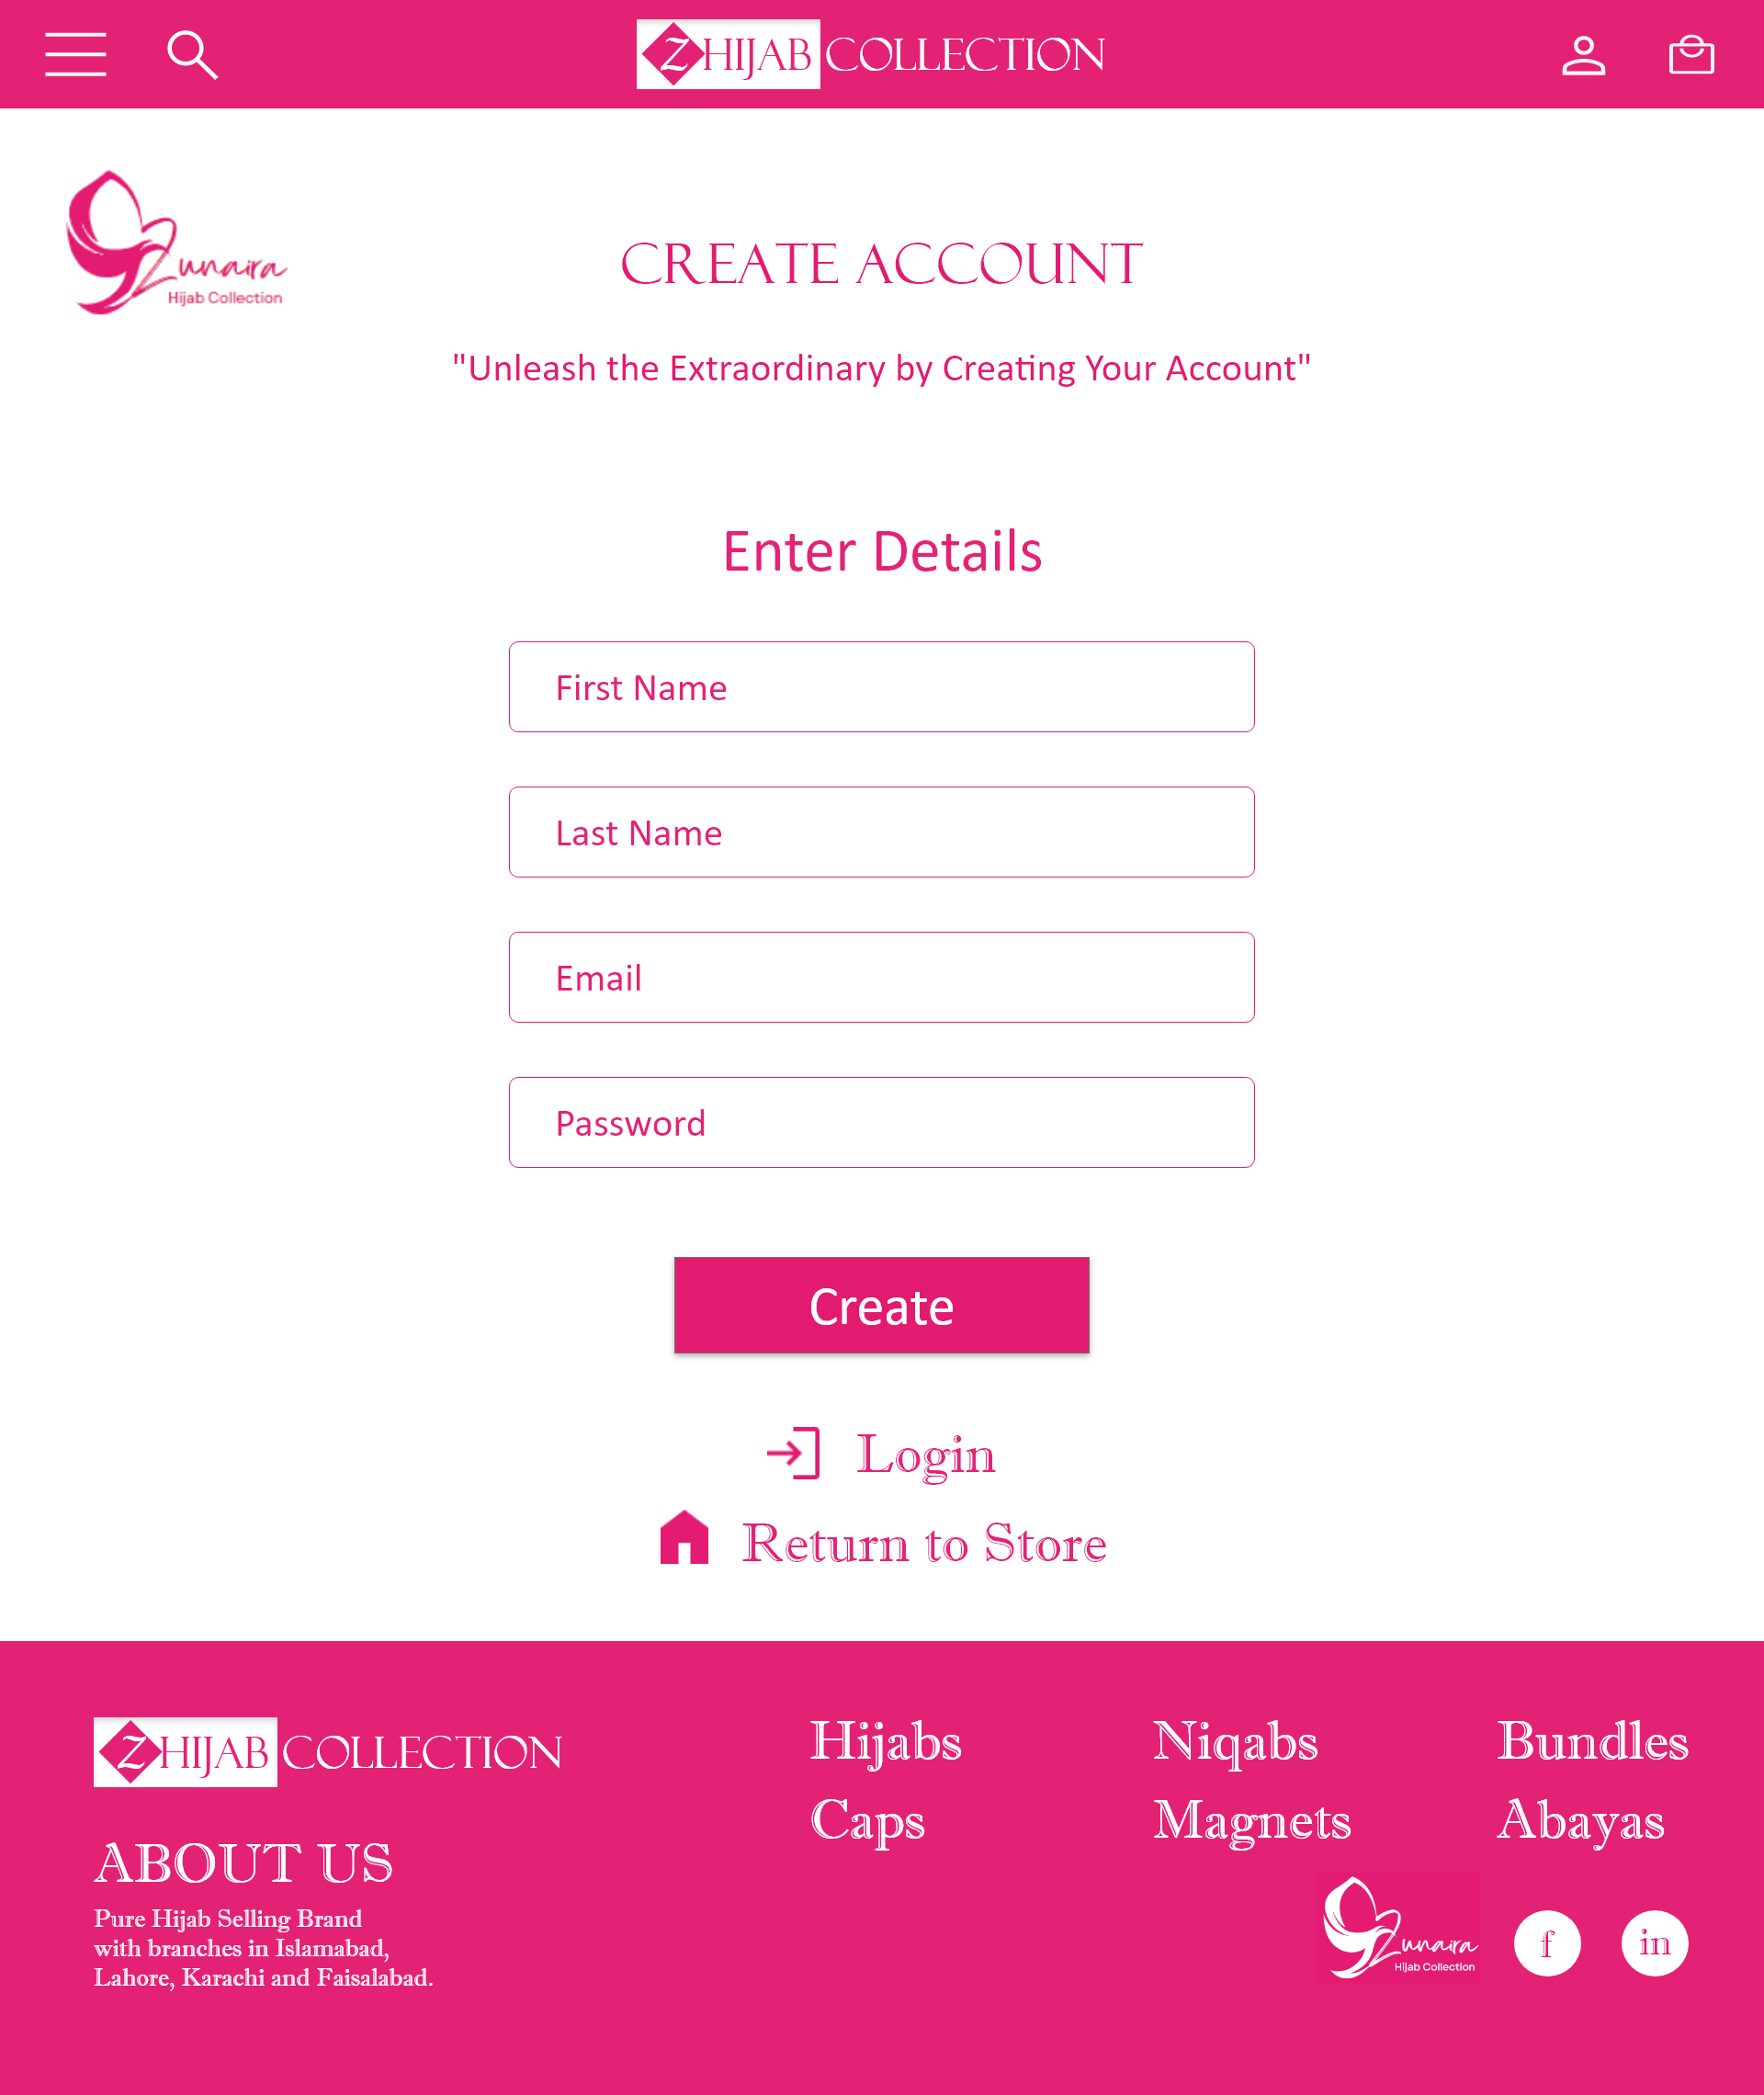 Z HIJAB COLLECTION
Zunaira
Hijab Collection
CREATE ACCOUNT
"Unleash the Extraordinary by Creating Your Account"
Enter Details
First Name
Last Name
Email
Password
Create
Login
Return to Store
Z HIJAB COLLECTION
ABOUT US
Pure Hijab Selling Brand
with branches in Islamabad,
Lahore, Karachi and Faisalabad.
Hijabs Niqabs Bundles
Caps Magnets Abayas
Zunaira
Hijab Collection
f in